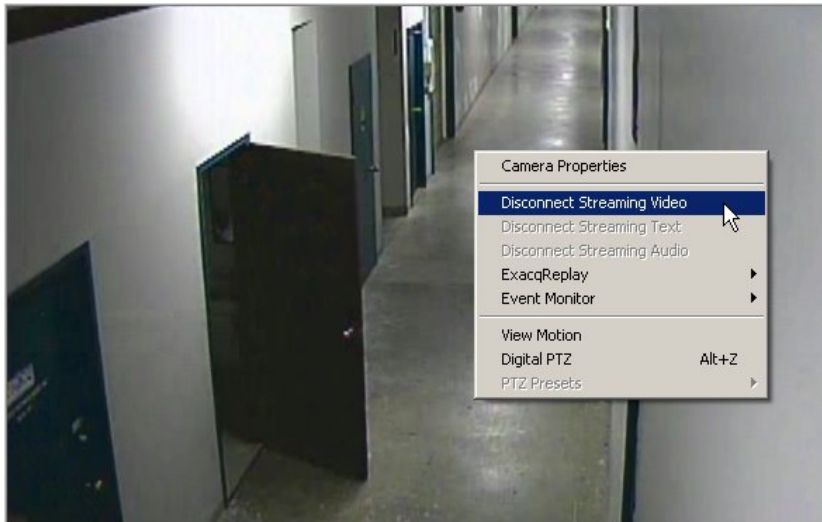 Camera Properties
Disconnect Streaming Video
Disconnect Streaming Text
Disconnect Streaming Audio
ExacqReplay
Event Monitor
View Motion
Digital PTZ Alt+Z
PTZ Presets